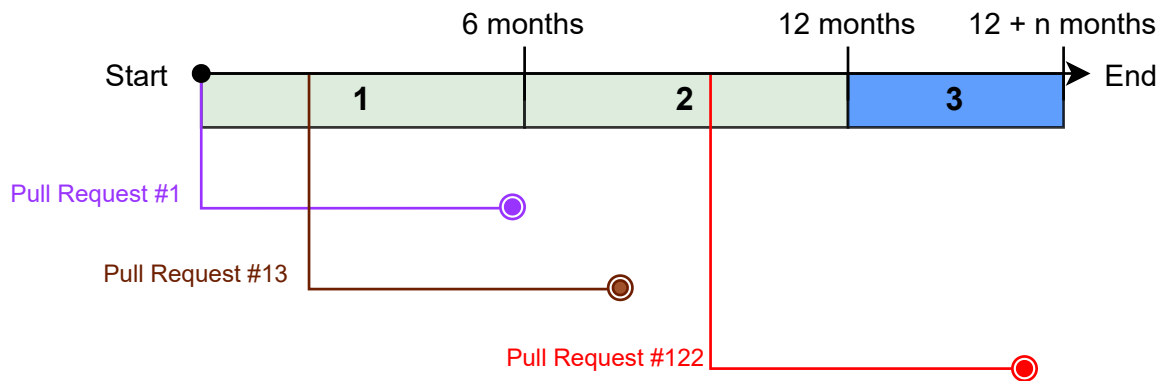 6 months
12 months
12 + n months
Start
End
1
2
3
Pull Request #1
Pull Request #13
Pull Request #122